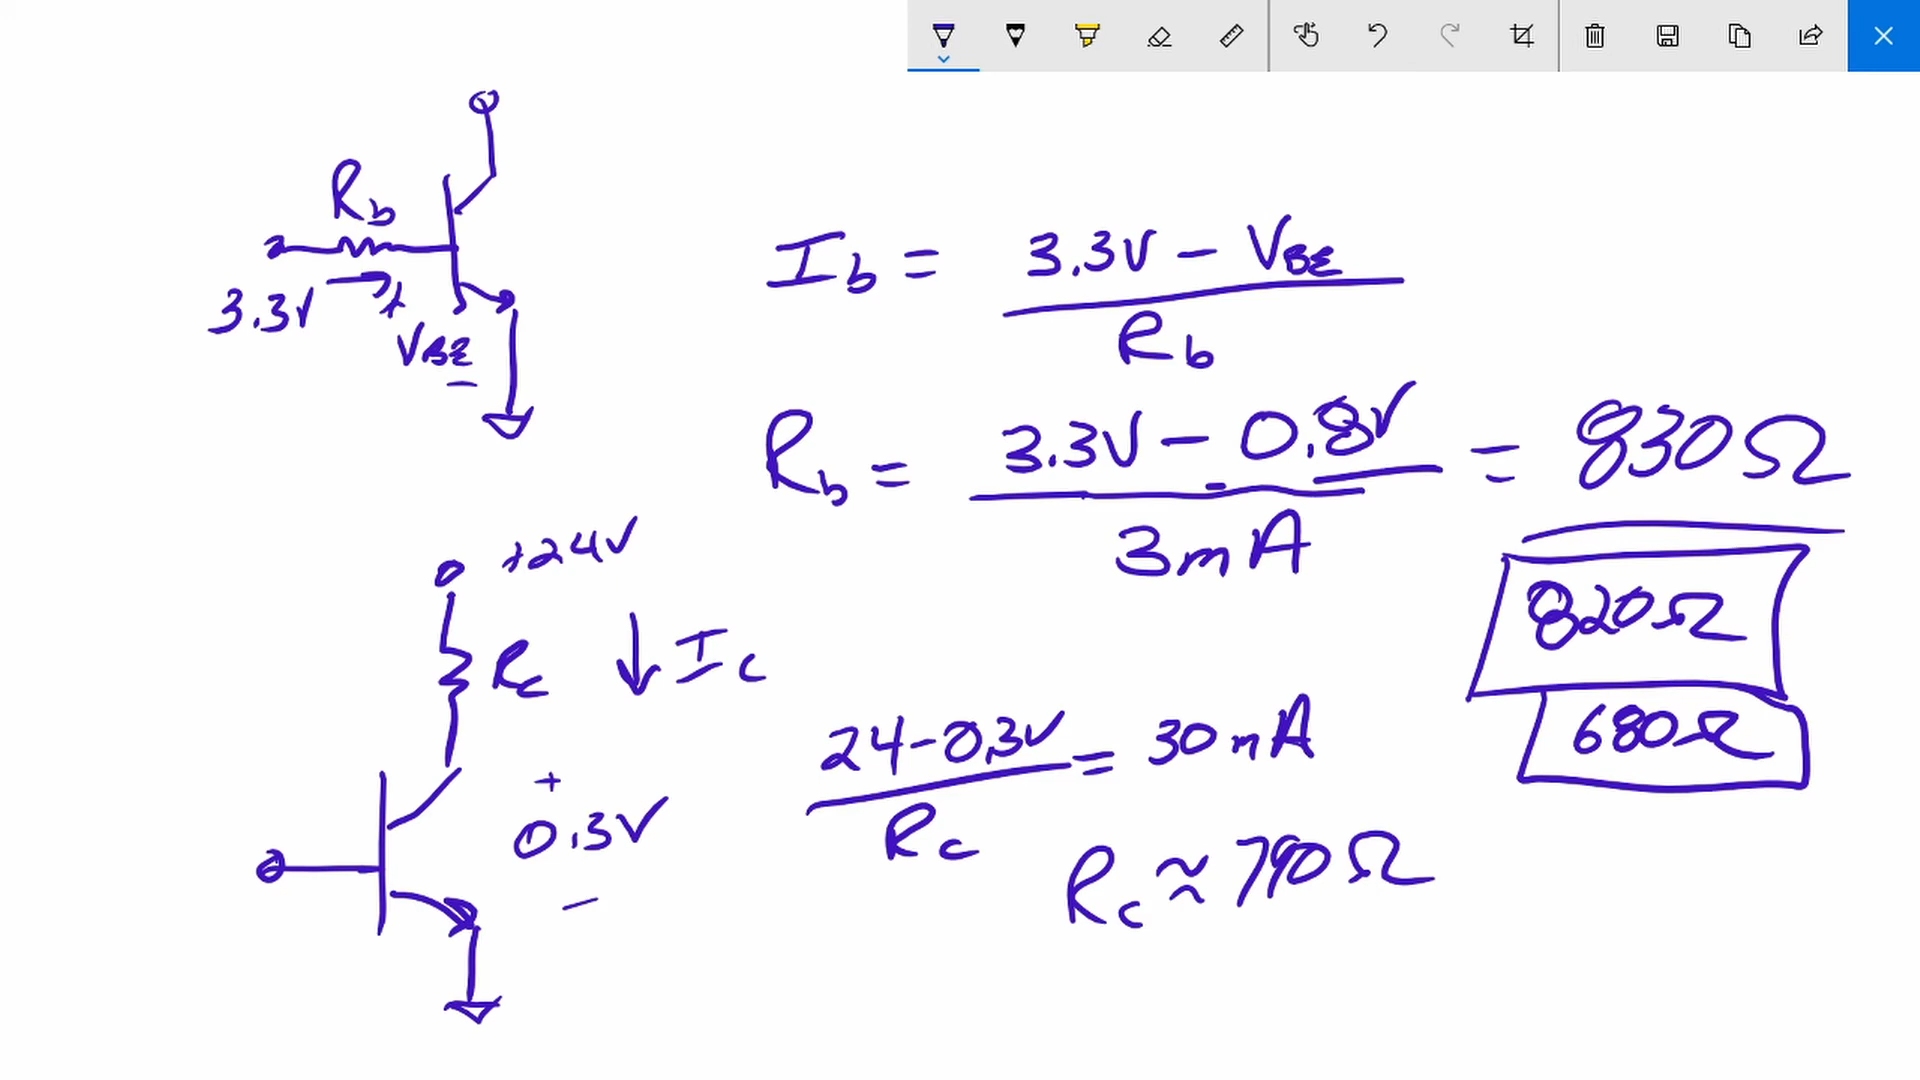 Rb
3.3V
+
VBE
−
Ib = 3.3V − VBE
Rb
Rb = 3.3V − 0.8V = 830Ω
3mA
820Ω
680Ω
+24V
Rc
Ic
+
0.3V
−
24−0.3V = 30mA
Rc
Rc ≈ 790Ω